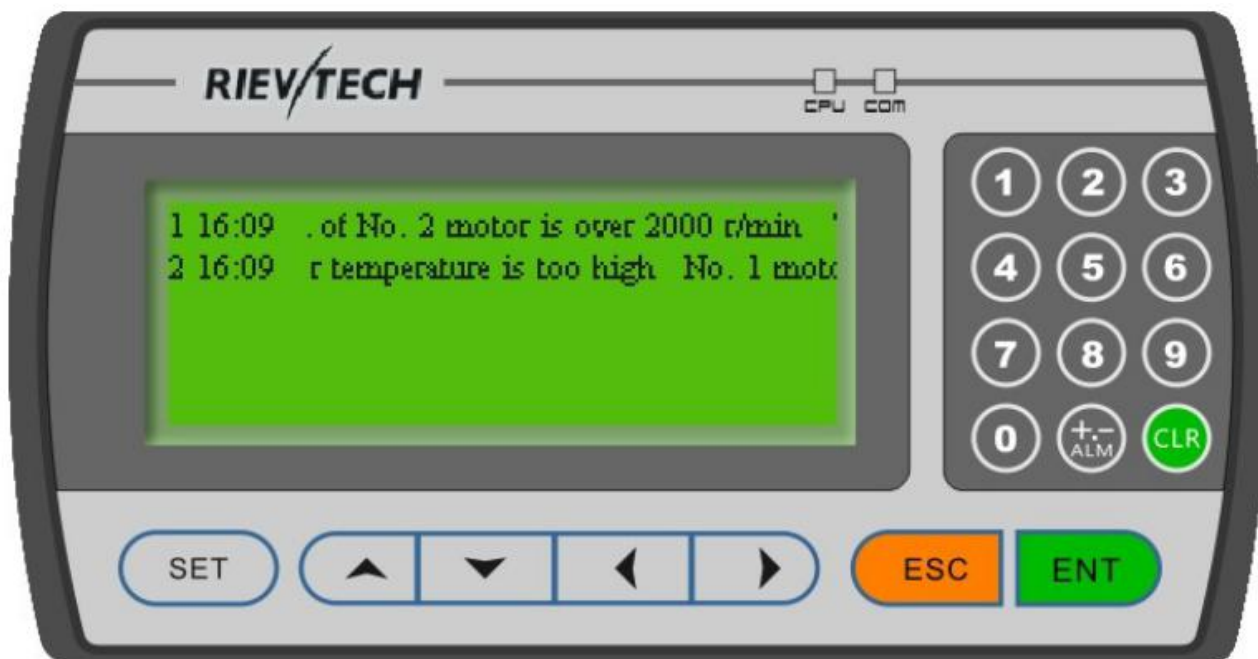 RIEVTECH
CPU COM
1 16:09 . of No. 2 motor is over 2000 r/min
2 16:09 r temperature is too high No. 1 moto
1 2 3
4 5 6
7 8 9
0 +.- ALM CLR
SET ESC ENT